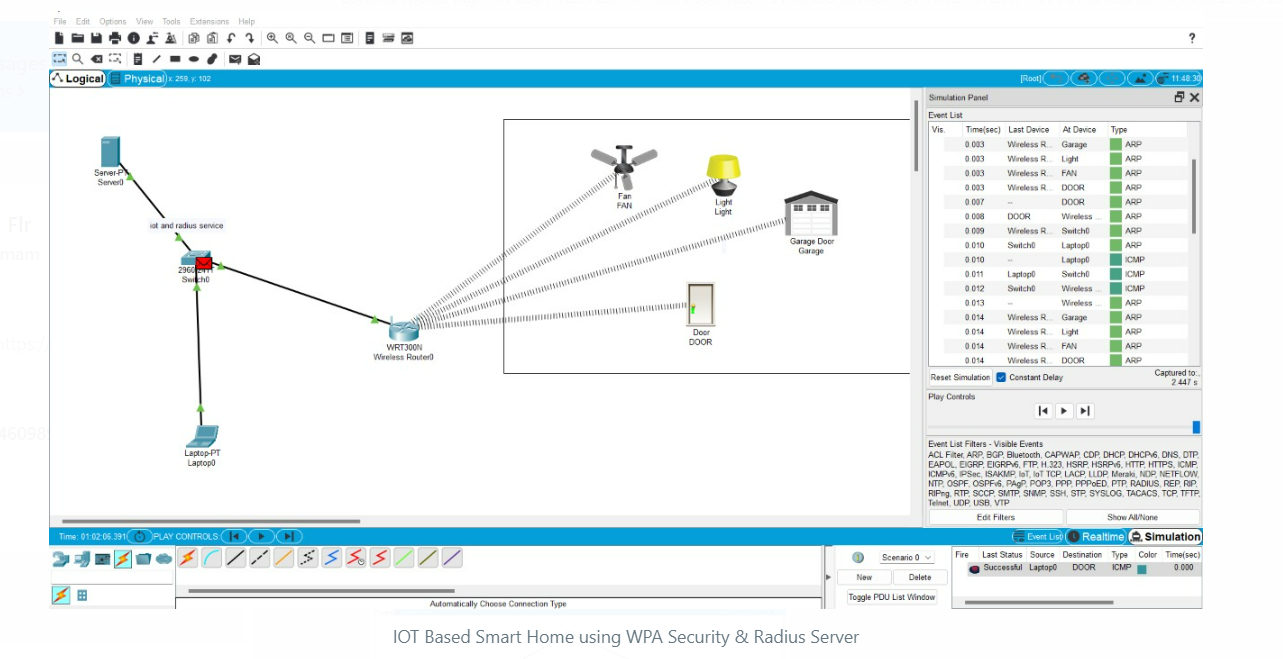 File Edit Options View Tools Extensions Help
?
Logical Physical x: 259, y: 102 [Root] 11:48:30
Simulation Panel
Event List
Vis. Time(sec) Last Device At Device Type
0.003 Wireless R... Garage ARP
0.003 Wireless R... Light ARP
0.003 Wireless R... FAN ARP
0.003 Wireless R... DOOR ARP
0.007 -- DOOR ARP
0.008 DOOR Wireless ... ARP
0.009 Wireless R... Switch0 ARP
0.010 Switch0 Laptop0 ARP
0.010 -- Laptop0 ICMP
0.011 Laptop0 Switch0 ICMP
0.012 Switch0 Wireless ... ICMP
0.013 -- Wireless ... ARP
0.014 Wireless R... Garage ARP
0.014 Wireless R... Light ARP
0.014 Wireless R... FAN ARP
0.014 Wireless R... DOOR ARP
Reset Simulation Constant Delay Captured to:
2.447 s
Play Controls
Event List Filters - Visible Events
ACL Filter, ARP, BGP, Bluetooth, CAPWAP, CDP, DHCP, DHCPv6, DNS, DTP,
EAPOL, EIGRP, EIGRPv6, FTP, H.323, HSRP, HSRPv6, HTTP, HTTPS, ICMP,
ICMPv6, IPSec, ISAKMP, IoT, IoT TCP, LACP, LLDP, Meraki, NDP, NETFLOW,
NTP, OSPF, OSPFv6, PAgP, POP3, PPP, PPPoED, PTP, RADIUS, REP, RIP,
RIPng, RTP, SCCP, SMTP, SNMP, SSH, STP, SYSLOG, TACACS, TCP, TFTP,
Telnet, UDP, USB, VTP
Edit Filters Show All/None
Server-PT
Server0
iot and radius service
Switch0
WRT300N
Wireless Router0
Laptop-PT
Laptop0
Fan
FAN
Light
Light
Garage Door
Garage
Door
DOOR
Time: 01:02:06.391 PLAY CONTROLS: Event List Realtime Simulation
Scenario 0
New Delete
Toggle PDU List Window
Fire Last Status Source Destination Type Color Time(sec)
Successful Laptop0 DOOR ICMP 0.000
Automatically Choose Connection Type
IOT Based Smart Home using WPA Security & Radius Server